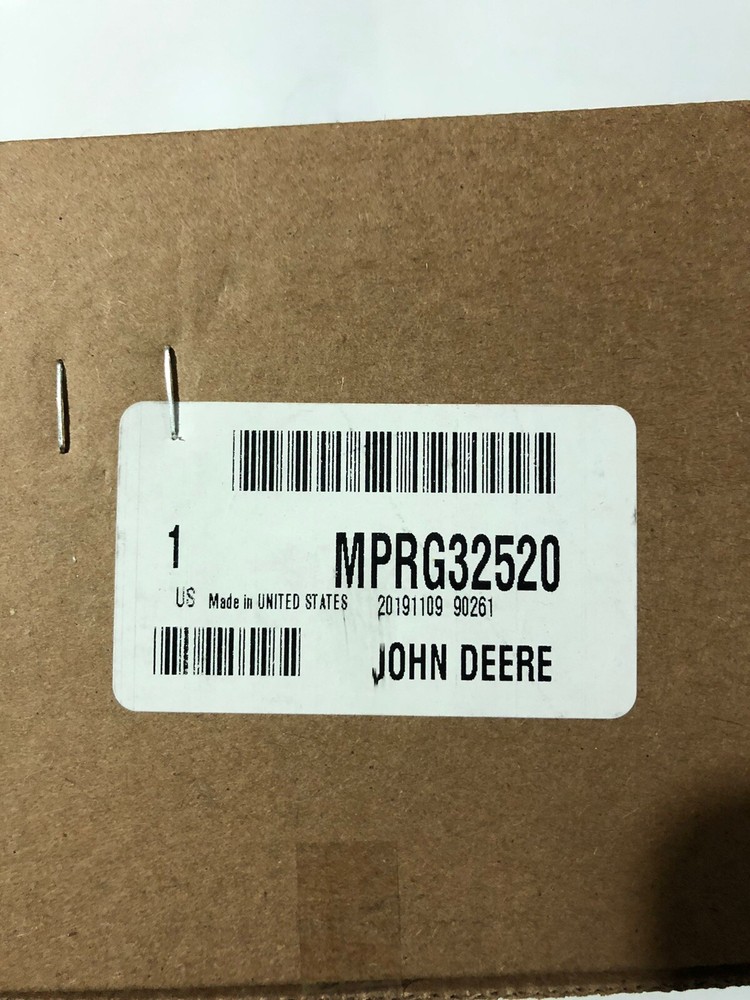 1 MPRG32520
US Made in UNITED STATES 20191109 90261
JOHN DEERE